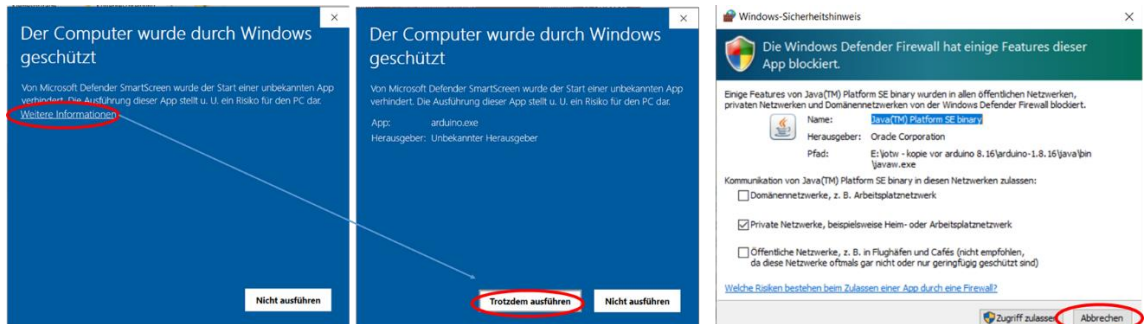 Der Computer wurde durch Windows
geschützt
Von Microsoft Defender SmartScreen wurde der Start einer unbekannten App
verhindert. Die Ausführung dieser App stellt u. U. ein Risiko für den PC dar.
Weitere Informationen
Nicht ausführen
Der Computer wurde durch Windows
geschützt
Von Microsoft Defender SmartScreen wurde der Start einer unbekannten App
verhindert. Die Ausführung dieser App stellt u. U. ein Risiko für den PC dar.
App: arduino.exe
Herausgeber: Unbekannter Herausgeber
Trotzdem ausführen Nicht ausführen
Windows-Sicherheitshinweis
Die Windows Defender Firewall hat einige Features dieser
App blockiert.
Einige Features von Java(TM) Platform SE binary wurden in allen öffentlichen Netzwerken,
privaten Netzwerken und Domänennetzwerken von der Windows Defender Firewall blockiert.
Name: Java(TM) Platform SE binary
Herausgeber: Oracle Corporation
Pfad: E:\jotw - kopie vor arduino 8.16\arduino-1.8.16\java\bin
\javaw.exe
Kommunikation von Java(TM) Platform SE binary in diesen Netzwerken zulassen:
Domänennetzwerke, z. B. Arbeitsplatznetzwerk
Private Netzwerke, beispielsweise Heim- oder Arbeitsplatznetzwerk
Öffentliche Netzwerke, z. B. in Flughäfen und Cafés (nicht empfohlen,
da diese Netzwerke oftmals gar nicht oder nur geringfügig geschützt sind)
Welche Risiken bestehen beim Zulassen einer App durch eine Firewall?
Zugriff zulassen Abbrechen